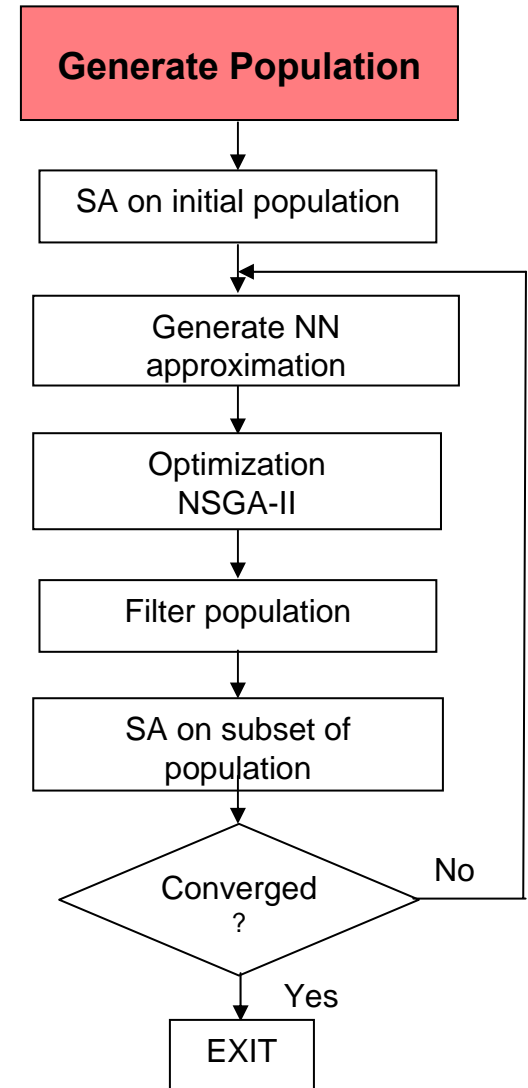 Generate Population
SA on initial population
Generate NN
approximation
Optimization
NSGA-II
Filter population
SA on subset of
population
Converged
?
No
Yes
EXIT